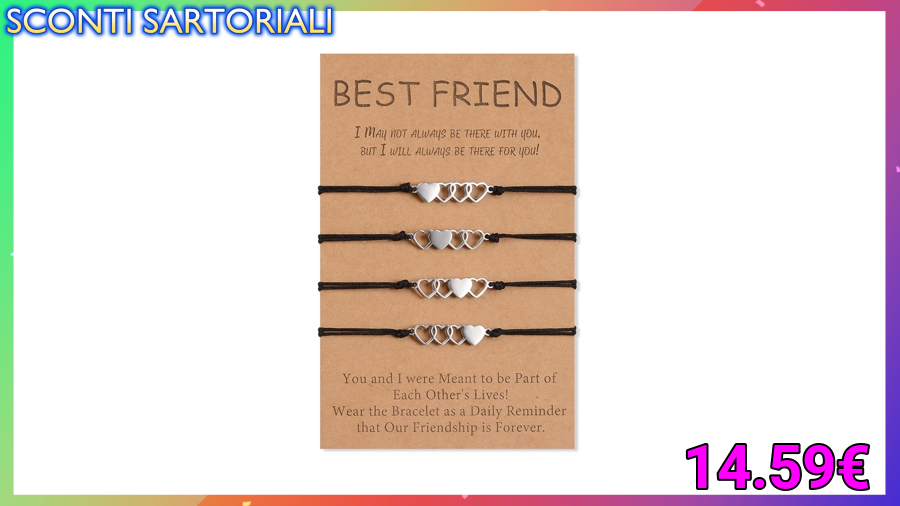 SCONTI SARTORIALI
BEST FRIEND
I MAY NOT ALWAYS BE THERE WITH YOU,
BUT I WILL ALWAYS BE THERE FOR YOU!
You and I were Meant to be Part of
Each Other's Lives!
Wear the Bracelet as a Daily Reminder
that Our Friendship is Forever.
14.59€